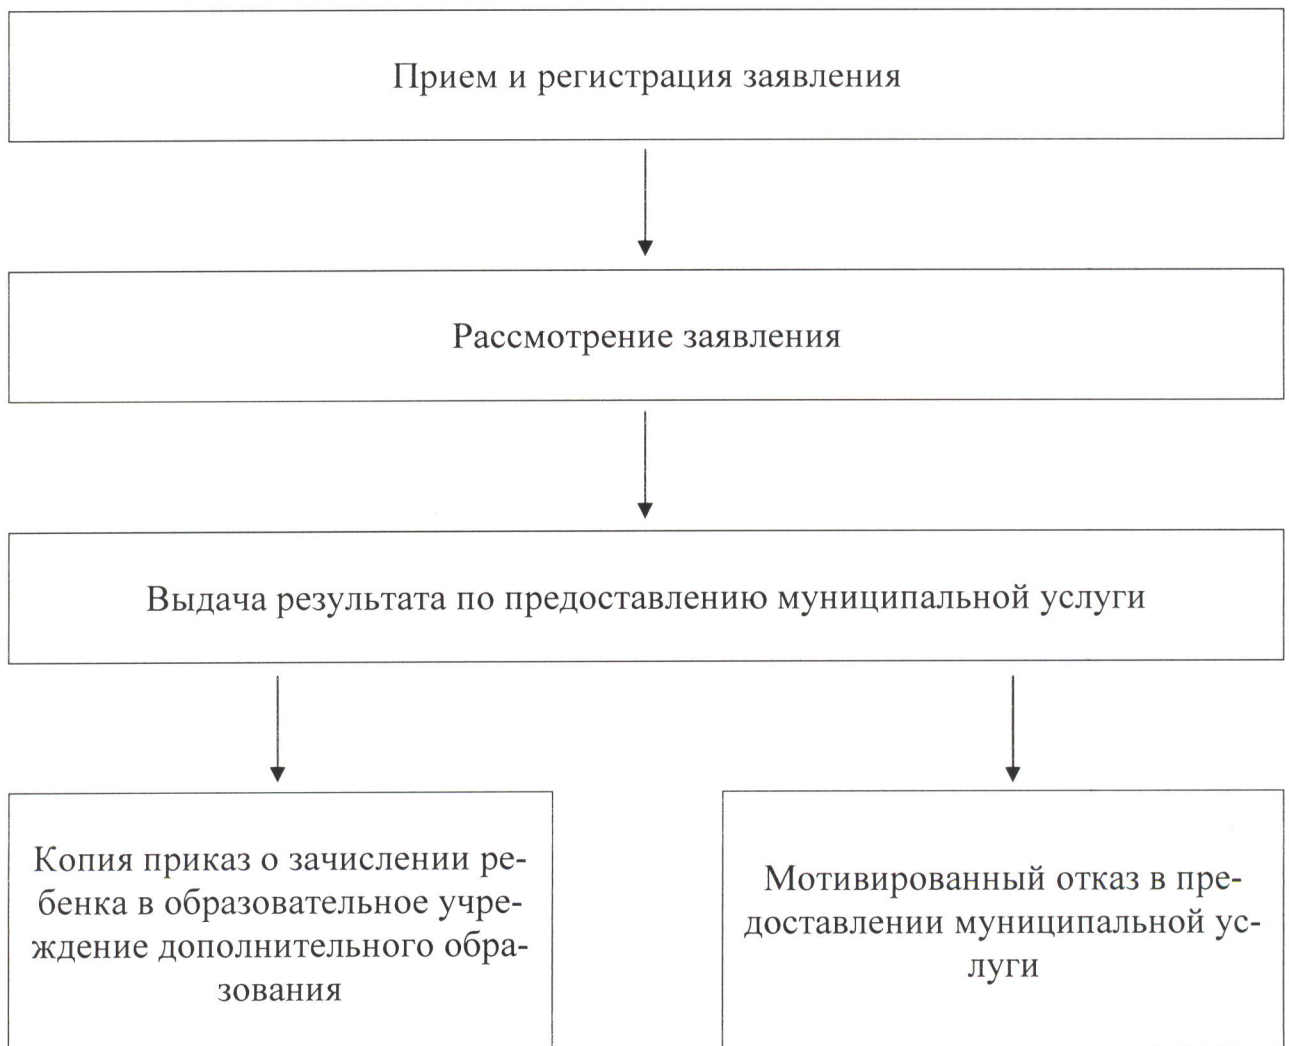 Прием и регистрация заявления
Рассмотрение заявления
Выдача результата по предоставлению муниципальной услуги
Копия приказ о зачислении ре-
бенка в образовательное учре-
ждение дополнительного обра-
зования
Мотивированный отказ в пре-
доставлении муниципальной ус-
луги